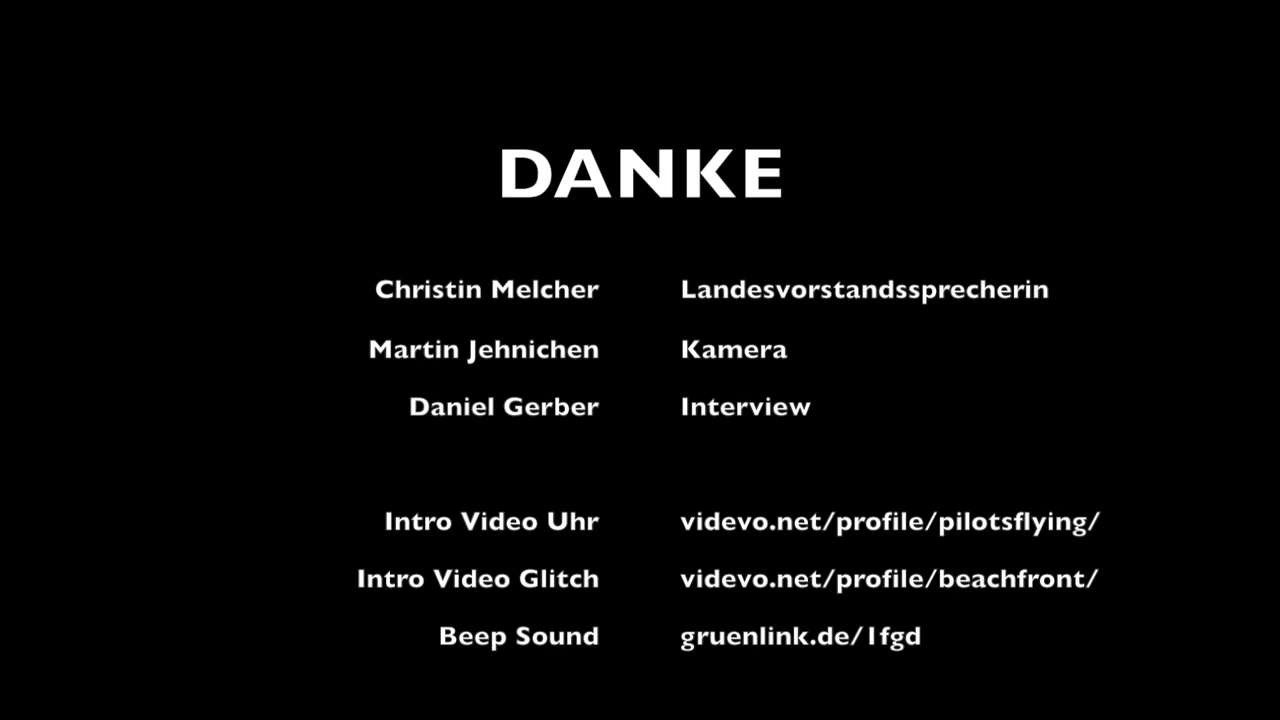 DANKE
Christin Melcher Landesvorstandssprecherin
Martin Jehnichen Kamera
Daniel Gerber Interview
Intro Video Uhr videvo.net/profile/pilotsflying/
Intro Video Glitch videvo.net/profile/beachfront/
Beep Sound gruenlink.de/1fgd